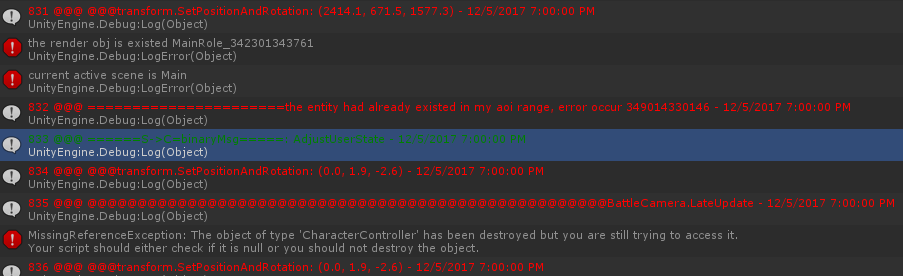 831 @@@ @@@transform.SetPositionAndRotation: (2414.1, 671.5, 1577.3) - 12/5/2017 7:00:00 PM
UnityEngine.Debug:Log(Object)
the render obj is existed MainRole_342301343761
UnityEngine.Debug:LogError(Object)
current active scene is Main
UnityEngine.Debug:LogError(Object)
832 @@@ ======================the entity had already existed in my aoi range, error occur 349014330146 - 12/5/2017 7:00:00 PM
UnityEngine.Debug:Log(Object)
12/5/2017 7:00:00 PM
UnityEngine.Debug:Log(Object)
834 @@@ @@@transform.SetPositionAndRotation: (0.0, 1.9, -2.6) - 12/5/2017 7:00:00 PM
UnityEngine.Debug:Log(Object)
835 @@@ @@@@@@@@@@@@@@@@@@@@@@@@@@@@@@@@@@@@@@@@@@@@@@@@@@@@BattleCamera.LateUpdate - 12/5/2017 7:00:00 PM
UnityEngine.Debug:Log(Object)
MissingReferenceException: The object of type 'CharacterController' has been destroyed but you are still trying to access it.
Your script should either check if it is null or you should not destroy the object.
836 @@@ @@@transform.SetPositionAndRotation: (0.0, 1.9, -2.6) - 12/5/2017 7:00:00 PM